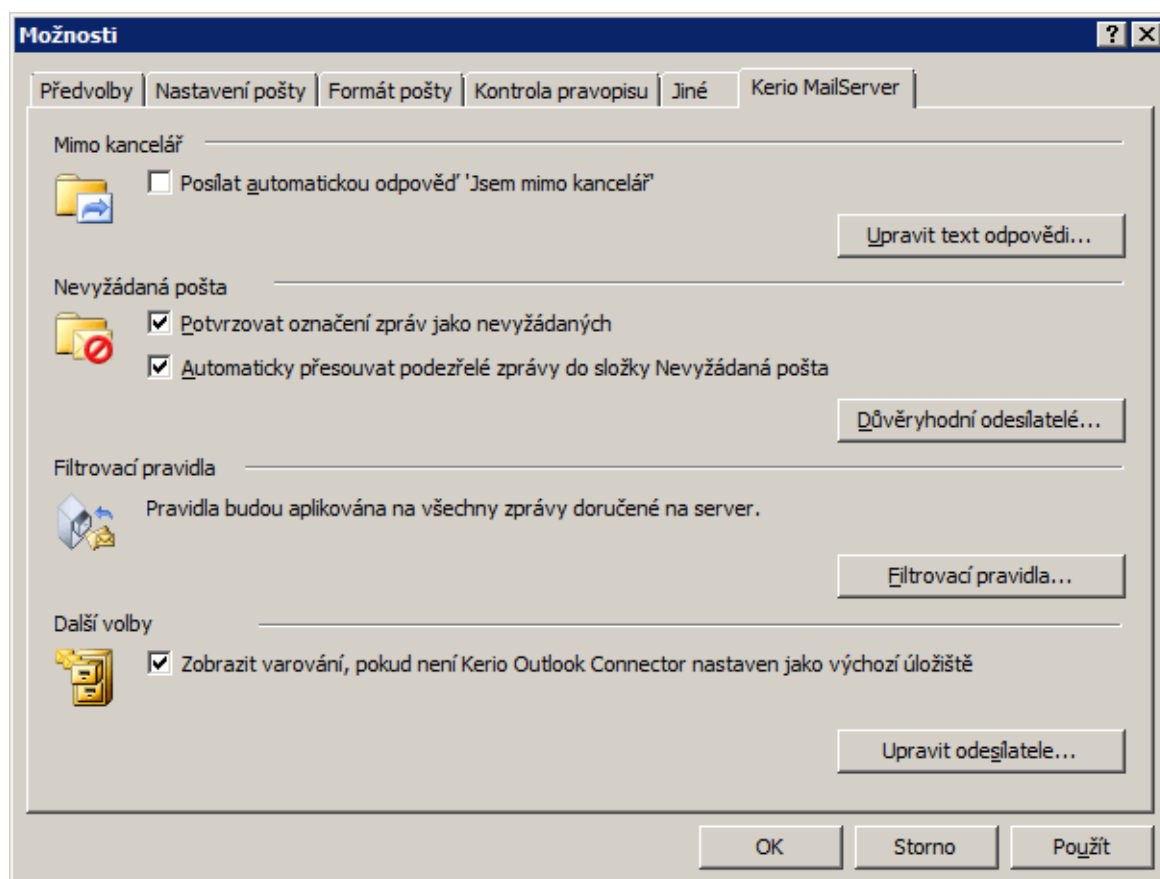 Možnosti
Předvolby
Nastavení pošty
Formát pošty
Kontrola pravopisu
Jiné
Kerio MailServer
Mimo kancelář
Posílat automatickou odpověď 'Jsem mimo kancelář'
Upravit text odpovědi...
Nevyžádaná pošta
Potvrzovat označení zpráv jako nevyžádaných
Automaticky přesouvat podezřelé zprávy do složky Nevyžádaná pošta
Důvěryhodní odesílatelé...
Filtrovací pravidla
Pravidla budou aplikována na všechny zprávy doručené na server.
Filtrovací pravidla...
Další volby
Zobrazit varování, pokud není Kerio Outlook Connector nastaven jako výchozí úložiště
Upravit odesílatele...
OK
Storno
Použít